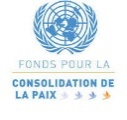 FONDS POUR LA
CONSOLIDATION DE
LA PAIX